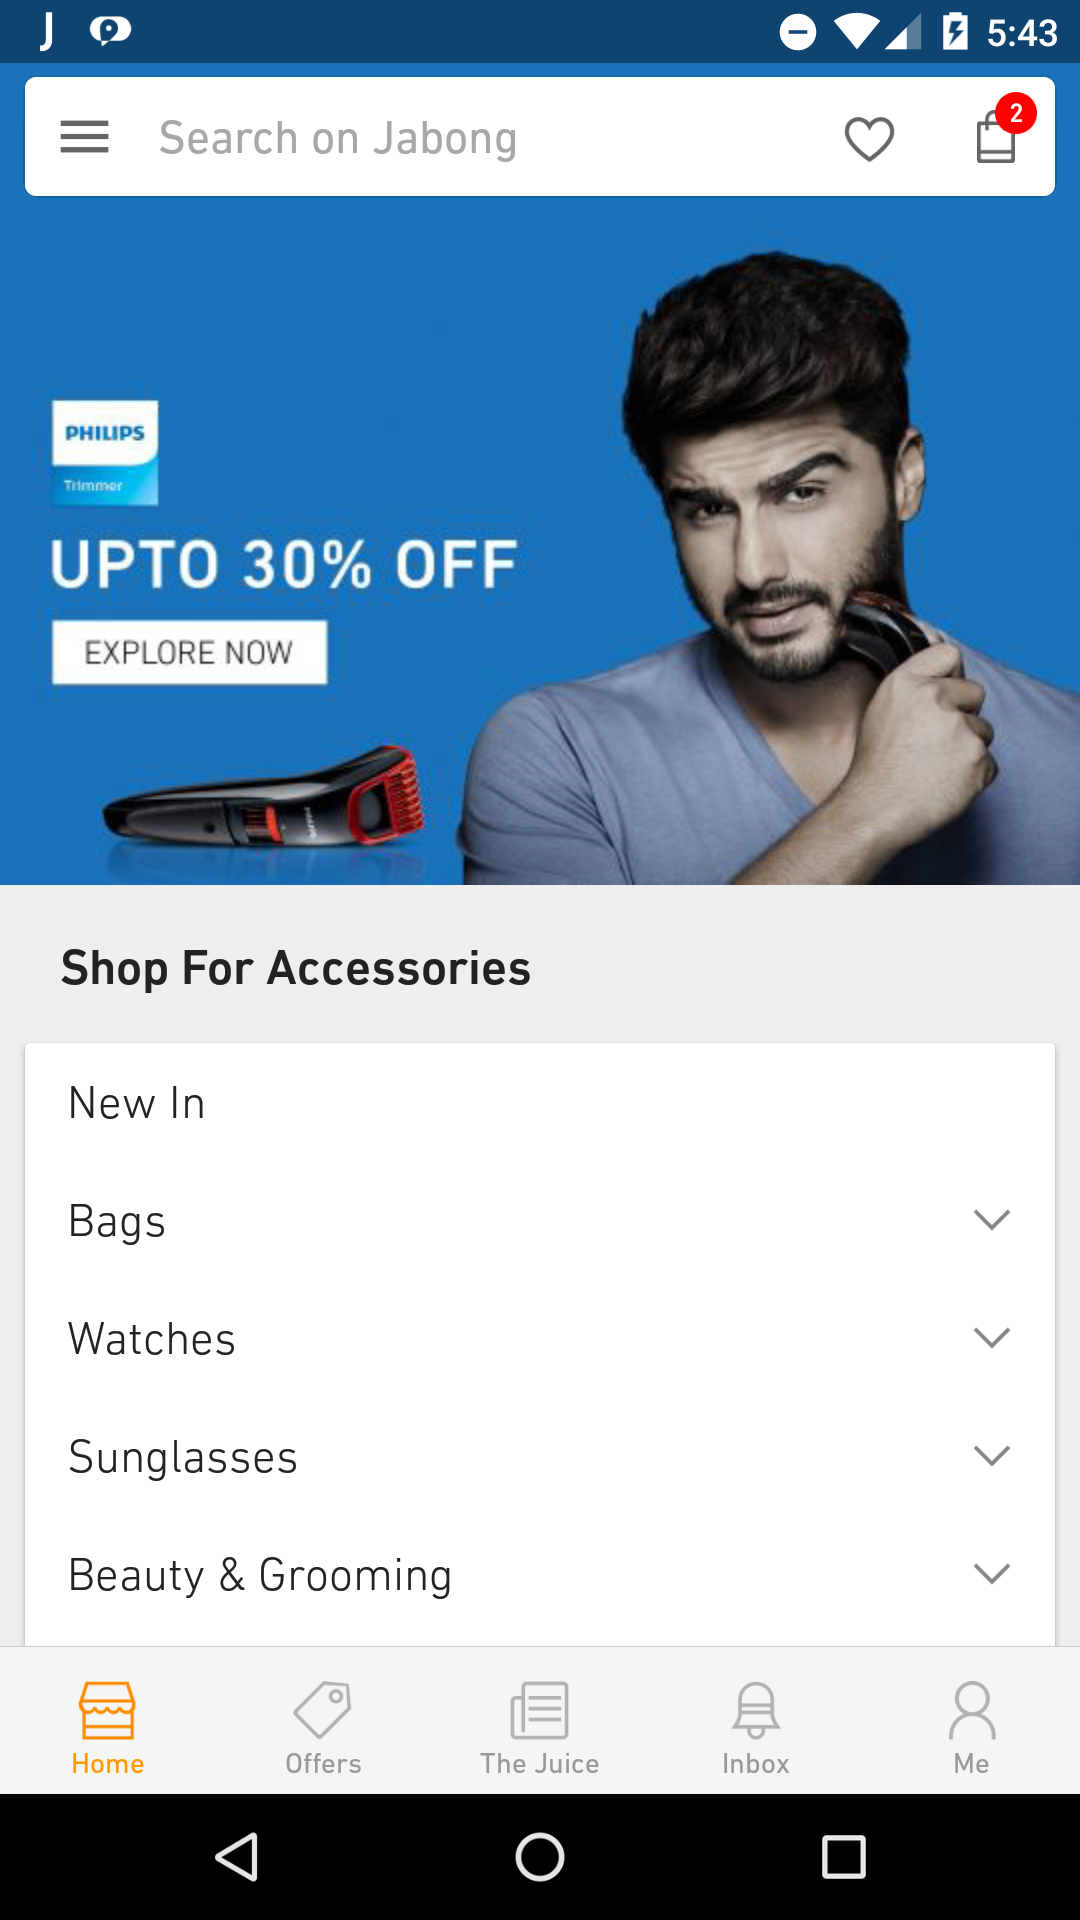 5:43
Search on Jabong
2
PHILIPS
Trimmer
UPTO 30% OFF
EXPLORE NOW
Shop For Accessories
New In
Bags
Watches
Sunglasses
Beauty & Grooming
Home
Offers
The Juice
Inbox
Me